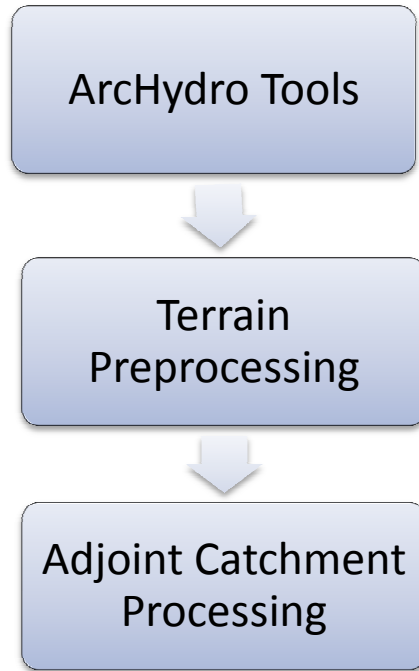 ArcHydro Tools
Terrain
Preprocessing
Adjoint Catchment
Processing